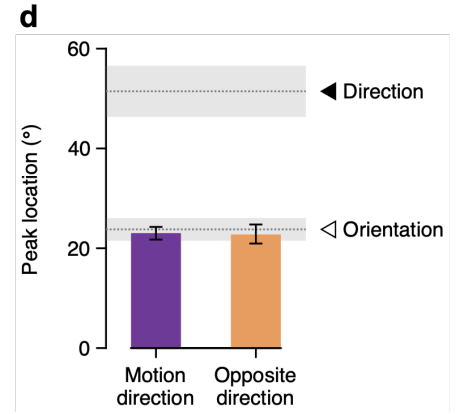 d
60
40
20
0
Peak location (°)
◀ Direction
◁ Orientation
Motion
direction
Opposite
direction